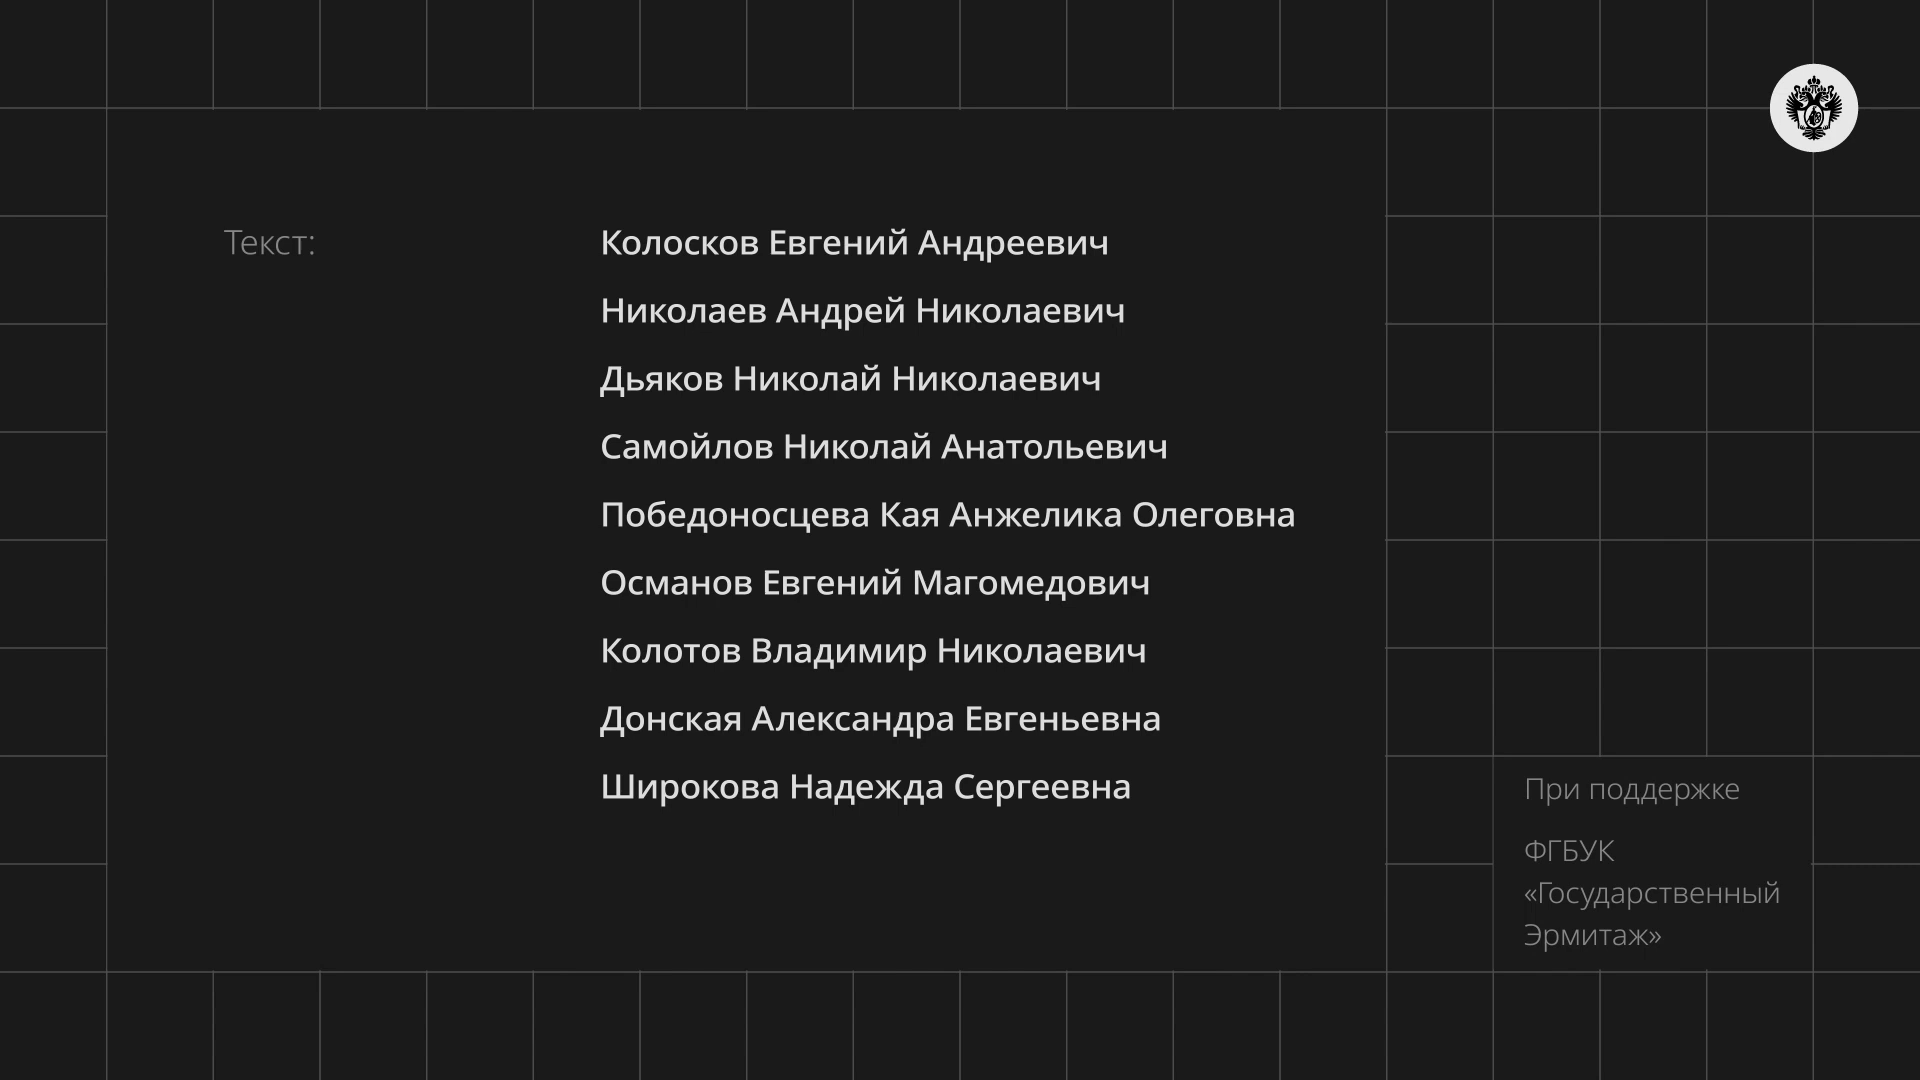 Текст:
Колосков Евгений Андреевич
Николаев Андрей Николаевич
Дьяков Николай Николаевич
Самойлов Николай Анатольевич
Победоносцева Кая Анжелика Олеговна
Османов Евгений Магомедович
Колотов Владимир Николаевич
Донская Александра Евгеньевна
Широкова Надежда Сергеевна
При поддержке
ФГБУК
«Государственный
Эрмитаж»